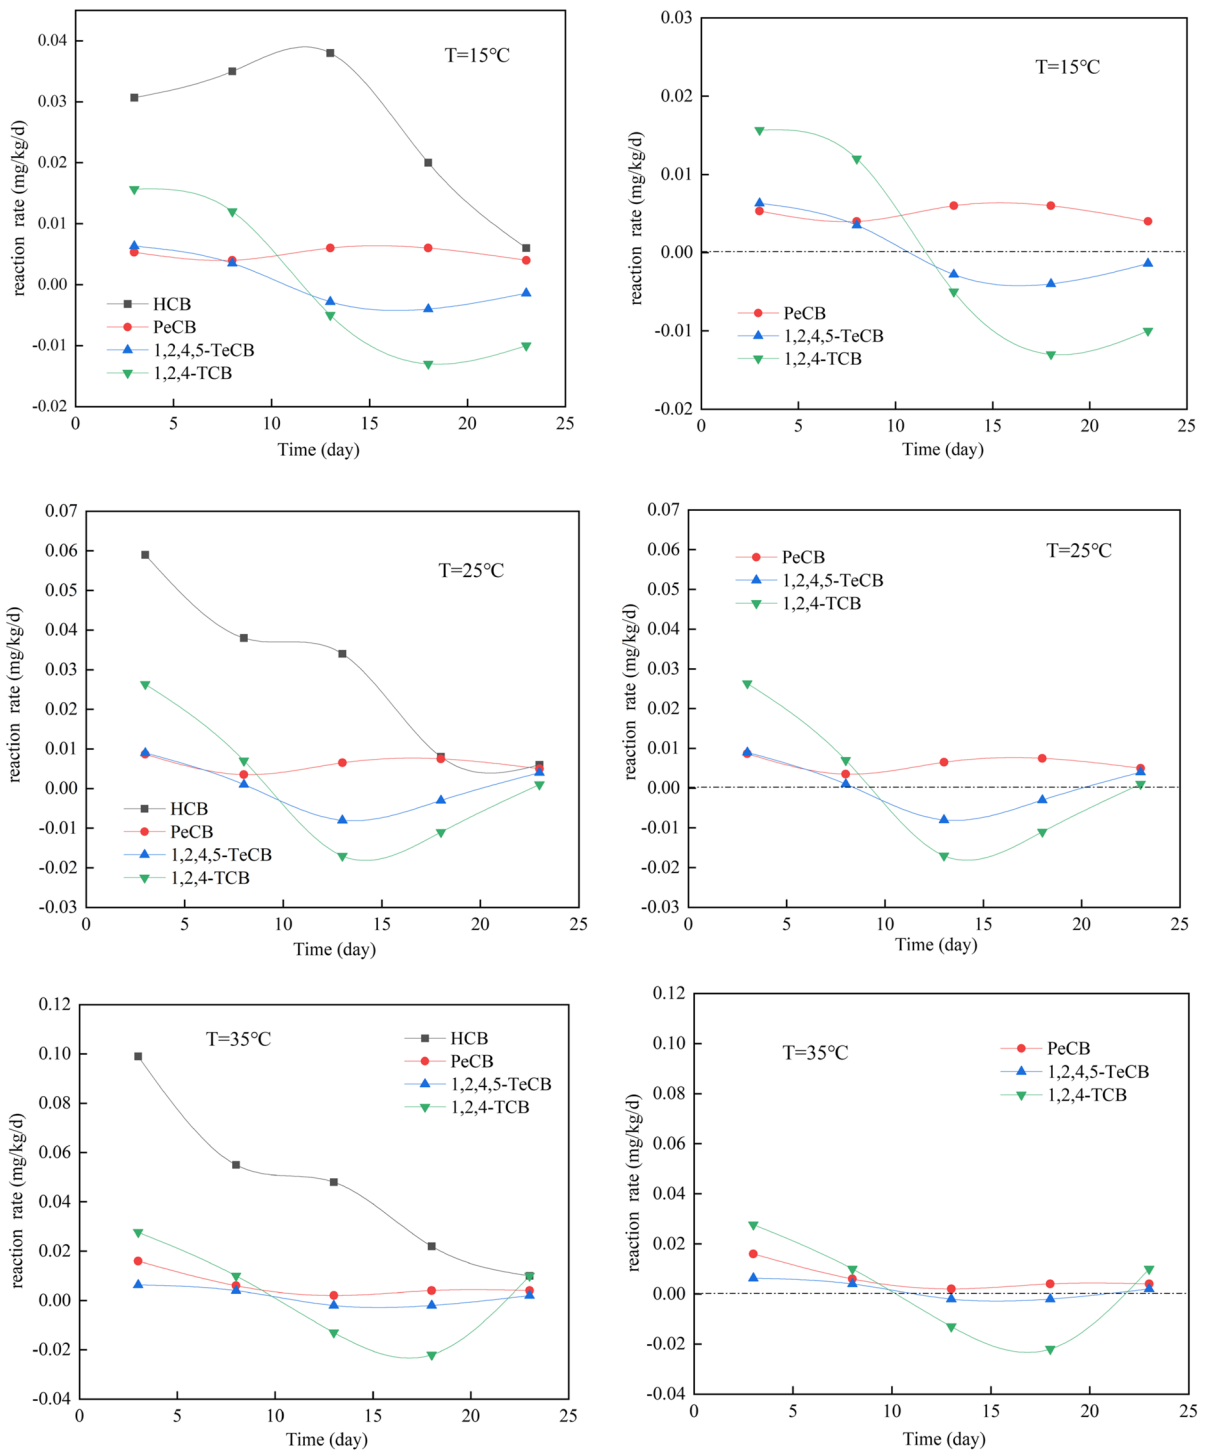 T=15℃
reaction rate (mg/kg/d)
0.04
0.03
0.02
0.01
0.00
-0.01
-0.02
HCB
PeCB
1,2,4,5-TeCB
1,2,4-TCB
0 5 10 15 20 25
Time (day)
T=15℃
reaction rate (mg/kg/d)
0.03
0.02
0.01
0.00
-0.01
-0.02
PeCB
1,2,4,5-TeCB
1,2,4-TCB
0 5 10 15 20 25
Time (day)
T=25℃
reaction rate (mg/kg/d)
0.07
0.06
0.05
0.04
0.03
0.02
0.01
0.00
-0.01
-0.02
-0.03
HCB
PeCB
1,2,4,5-TeCB
1,2,4-TCB
0 5 10 15 20 25
Time (day)
T=25℃
reaction rate (mg/kg/d)
0.07
0.06
0.05
0.04
0.03
0.02
0.01
0.00
-0.01
-0.02
-0.03
PeCB
1,2,4,5-TeCB
1,2,4-TCB
0 5 10 15 20 25
Time (day)
T=35℃
reaction rate (mg/kg/d)
0.12
0.10
0.08
0.06
0.04
0.02
0.00
-0.02
-0.04
HCB
PeCB
1,2,4,5-TeCB
1,2,4-TCB
0 5 10 15 20 25
Time (day)
T=35℃
reaction rate (mg/kg/d)
0.12
0.10
0.08
0.06
0.04
0.02
0.00
-0.02
-0.04
PeCB
1,2,4,5-TeCB
1,2,4-TCB
0 5 10 15 20 25
Time (day)